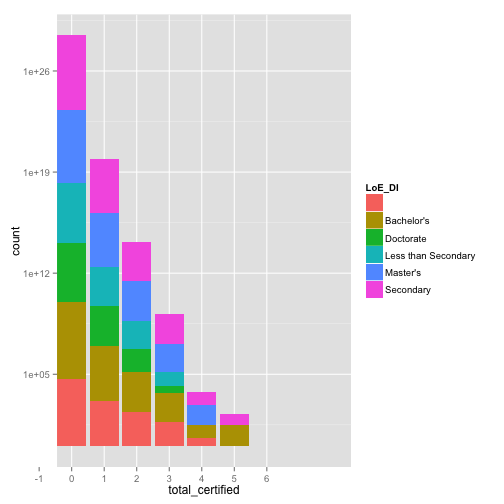 1e+26
1e+19
1e+12
1e+05
count
-1 0 1 2 3 4 5 6
total_certified
LoE_DI
Bachelor's
Doctorate
Less than Secondary
Master's
Secondary